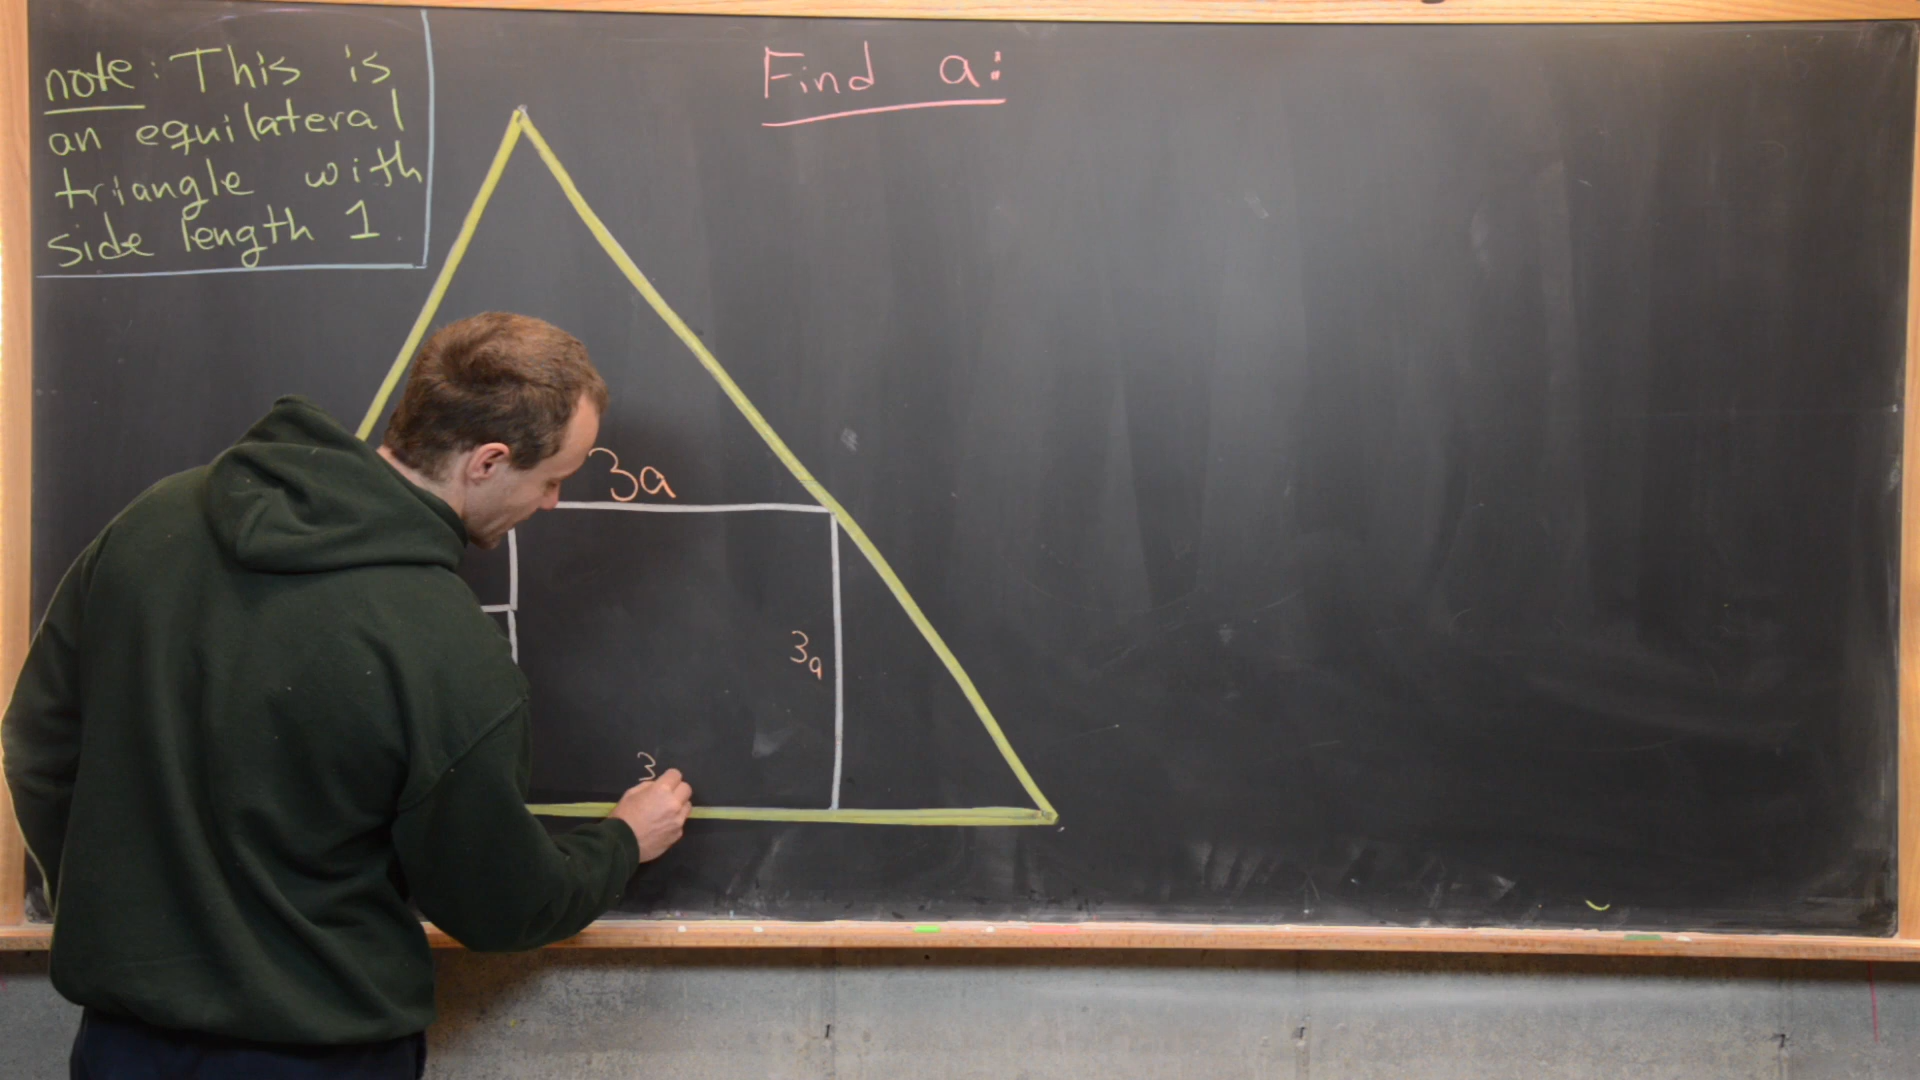 note: This is
an equilateral
triangle with
side length 1.
Find a:
3a
3a
3